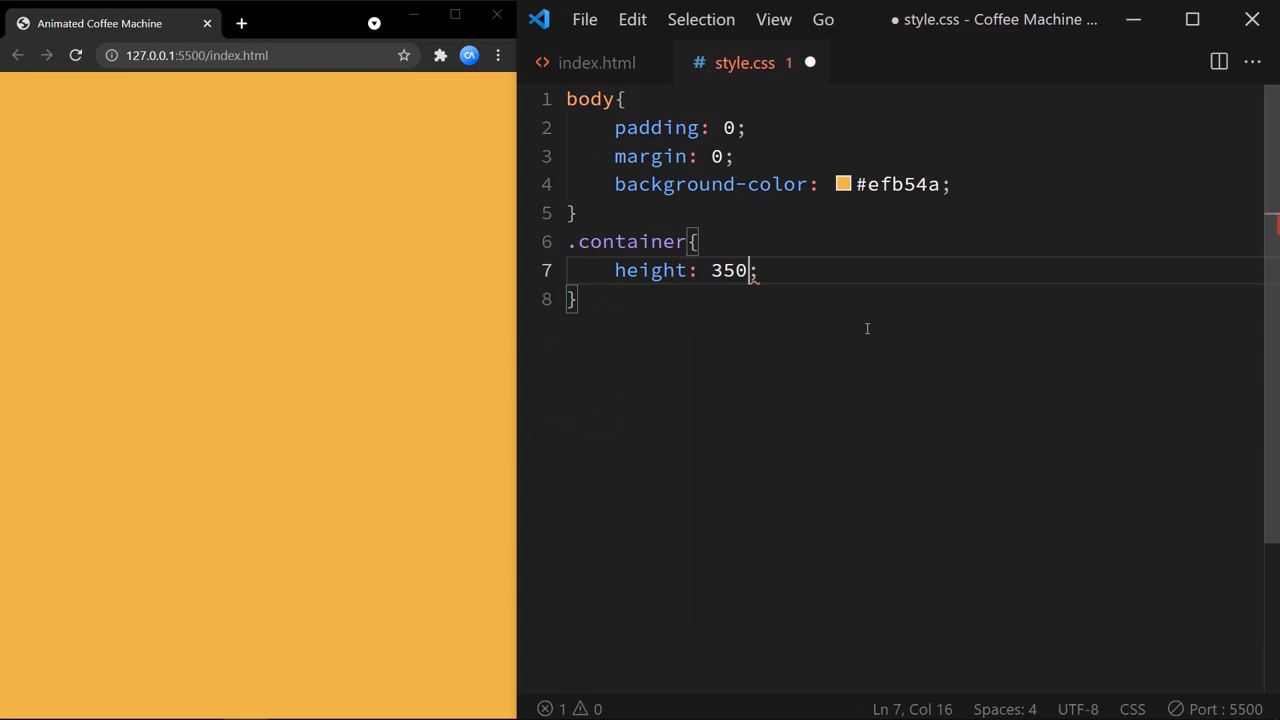 Animated Coffee Machine
127.0.0.1:5500/index.html
CA
File Edit Selection View Go ● style.css - Coffee Machine ...
<> index.html # style.css 1 ●
1 body{
2 padding: 0;
3 margin: 0;
4 background-color: #efb54a;
5 }
6 .container{
7 height: 350;
8 }
1 0 Ln 7, Col 16 Spaces: 4 UTF-8 CSS Port : 5500